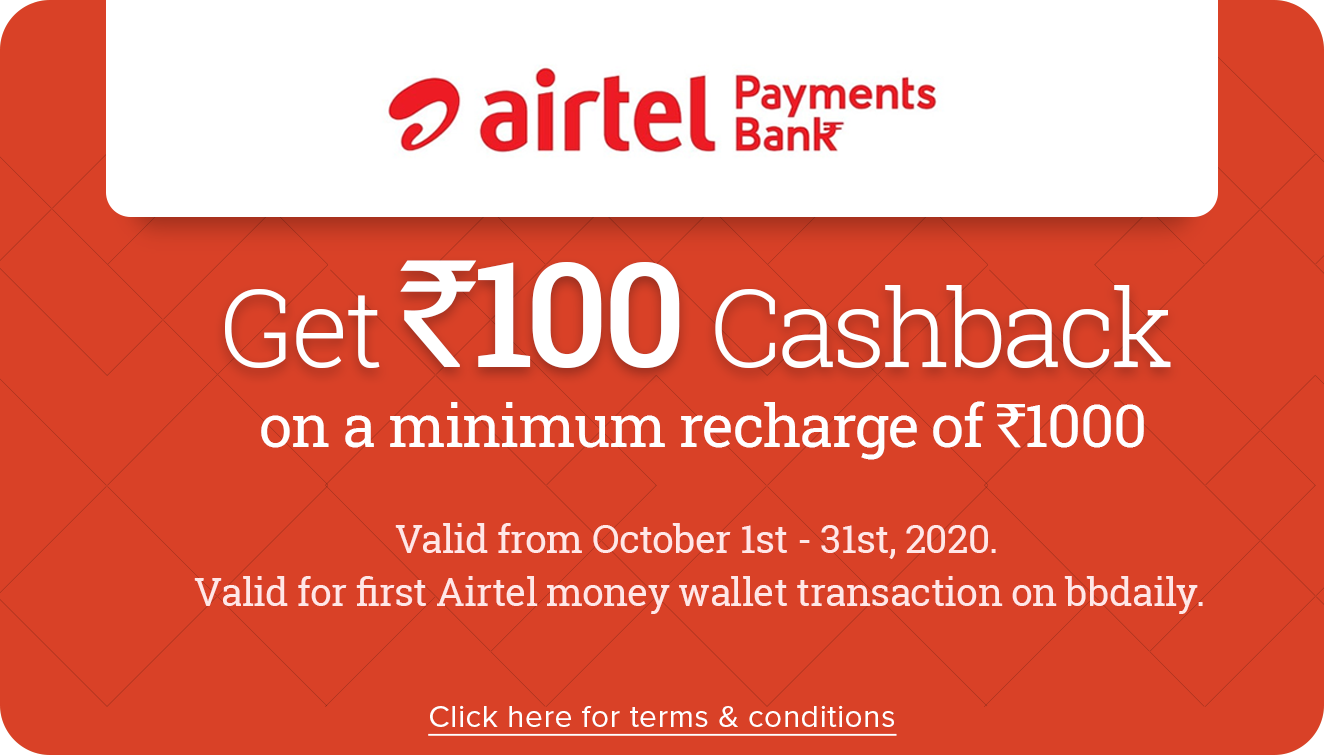 airtel Payments
Bank
Get ₹100 Cashback
on a minimum recharge of ₹1000
Valid from October 1st - 31st, 2020.
Valid for first Airtel money wallet transaction on bbdaily.
Click here for terms & conditions